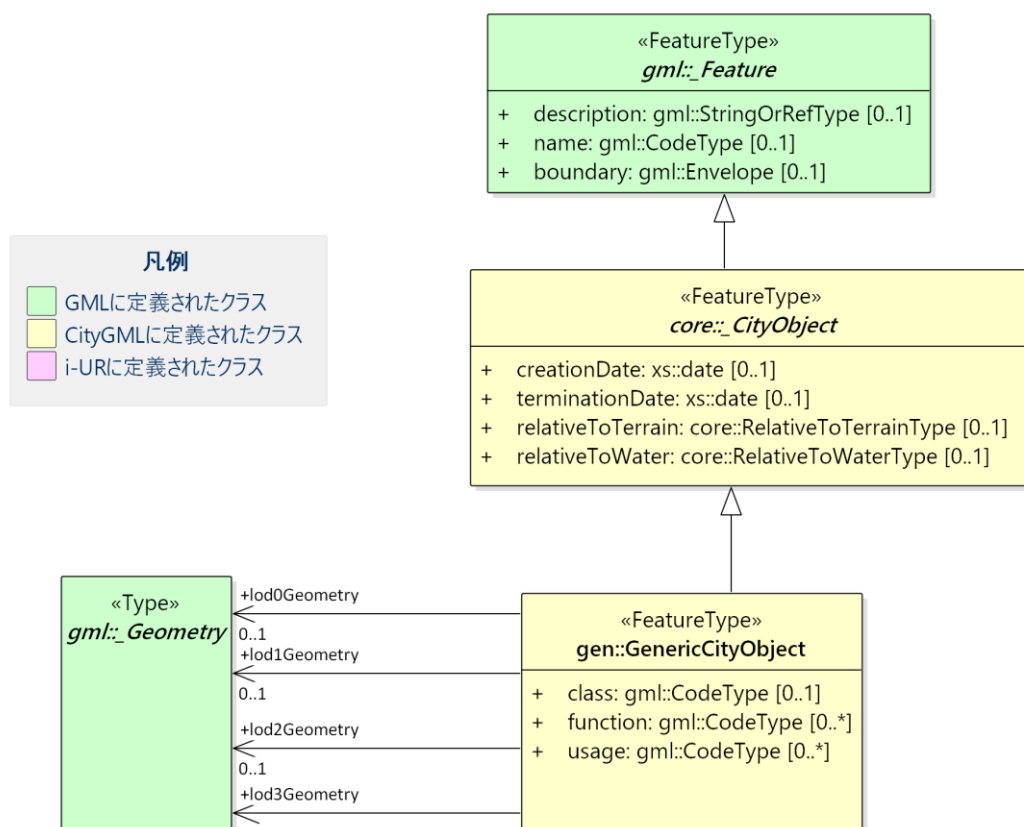 «FeatureType»
gml::_Feature
+ description: gml::StringOrRefType [0..1]
+ name: gml::CodeType [0..1]
+ boundary: gml::Envelope [0..1]
凡例
GMLに定義されたクラス
CityGMLに定義されたクラス
i-URに定義されたクラス
«FeatureType»
core::_CityObject
+ creationDate: xs::date [0..1]
+ terminationDate: xs::date [0..1]
+ relativeToTerrain: core::RelativeToTerrainType [0..1]
+ relativeToWater: core::RelativeToWaterType [0..1]
«Type»
gml::_Geometry
+lod0Geometry
0..1
+lod1Geometry
0..1
+lod2Geometry
0..1
+lod3Geometry
«FeatureType»
gen::GenericCityObject
+ class: gml::CodeType [0..1]
+ function: gml::CodeType [0..*]
+ usage: gml::CodeType [0..*]